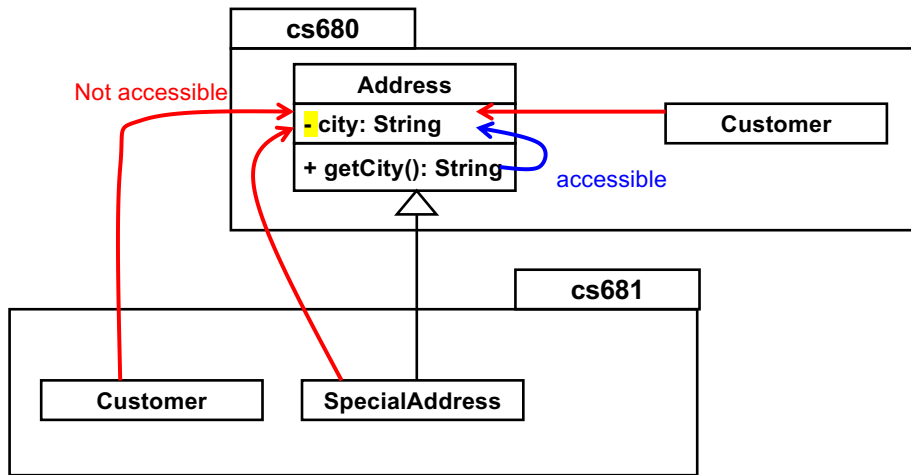 cs680
Address
Not accessible
- city: String
Customer
+ getCity(): String
accessible
cs681
Customer
SpecialAddress